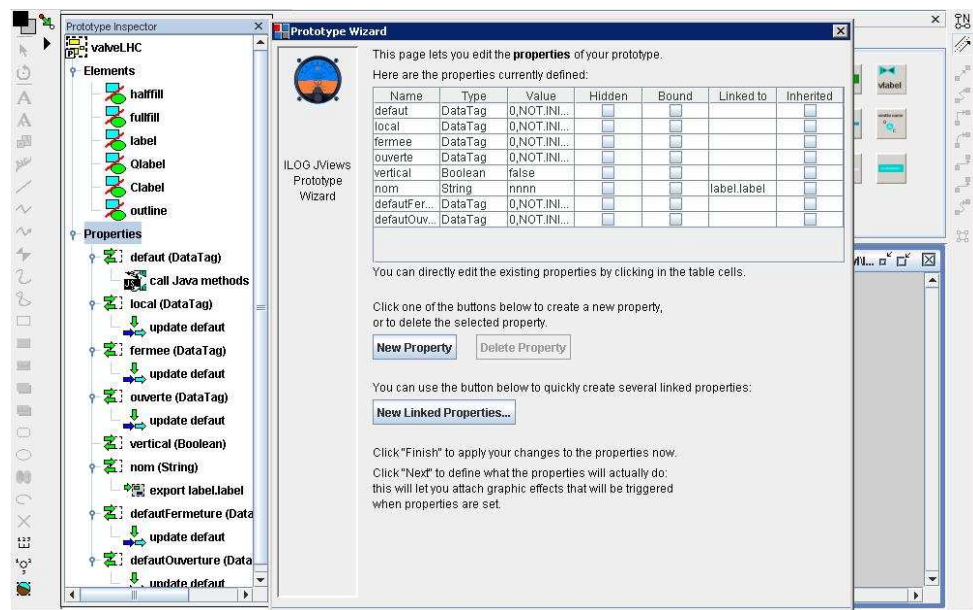 Prototype Inspector
valveLHC
Elements
halffill
fullfill
label
Qlabel
Clabel
outline
Properties
defaut (DataTag)
call Java methods
local (DataTag)
update defaut
fermee (DataTag)
update defaut
ouverte (DataTag)
update defaut
vertical (Boolean)
nom (String)
export label.label
defautFermeture (Data
update defaut
defautOuverture (Data
update defaut
Prototype Wizard
ILOG JViews
Prototype
Wizard
This page lets you edit the properties of your prototype.
Here are the properties currently defined:
Name Type Value Hidden Bound Linked to Inherited
defaut DataTag 0,NOT.INI...
local DataTag 0,NOT.INI...
fermee DataTag 0,NOT.INI...
ouverte DataTag 0,NOT.INI...
vertical Boolean false
nom String nnnn label.label
defautFer... DataTag 0,NOT.INI...
defautOuv... DataTag 0,NOT.INI...
You can directly edit the existing properties by clicking in the table cells.
Click one of the buttons below to create a new property,
or to delete the selected property.
New Property Delete Property
You can use the button below to quickly create several linked properties:
New Linked Properties...
Click "Finish" to apply your changes to the properties now.
Click "Next" to define what the properties will actually do:
this will let you attach graphic effects that will be triggered
when properties are set.
vlabel